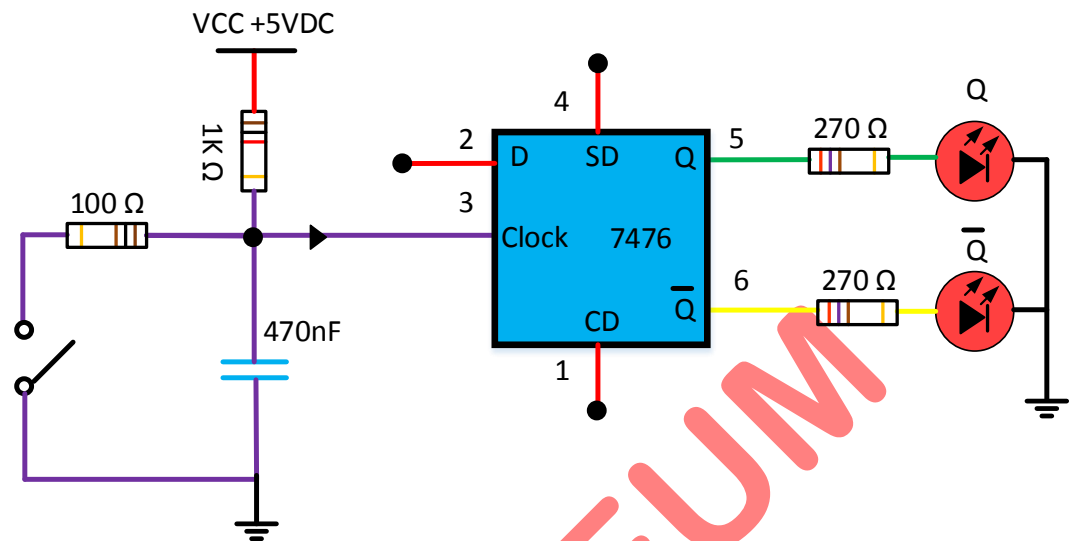 VCC +5VDC
1K Ω
100 Ω
470nF
2
3
4
1
D
SD
Q
Clock
7476
CD
Q̅
5
6
270 Ω
Q
270 Ω
Q̅